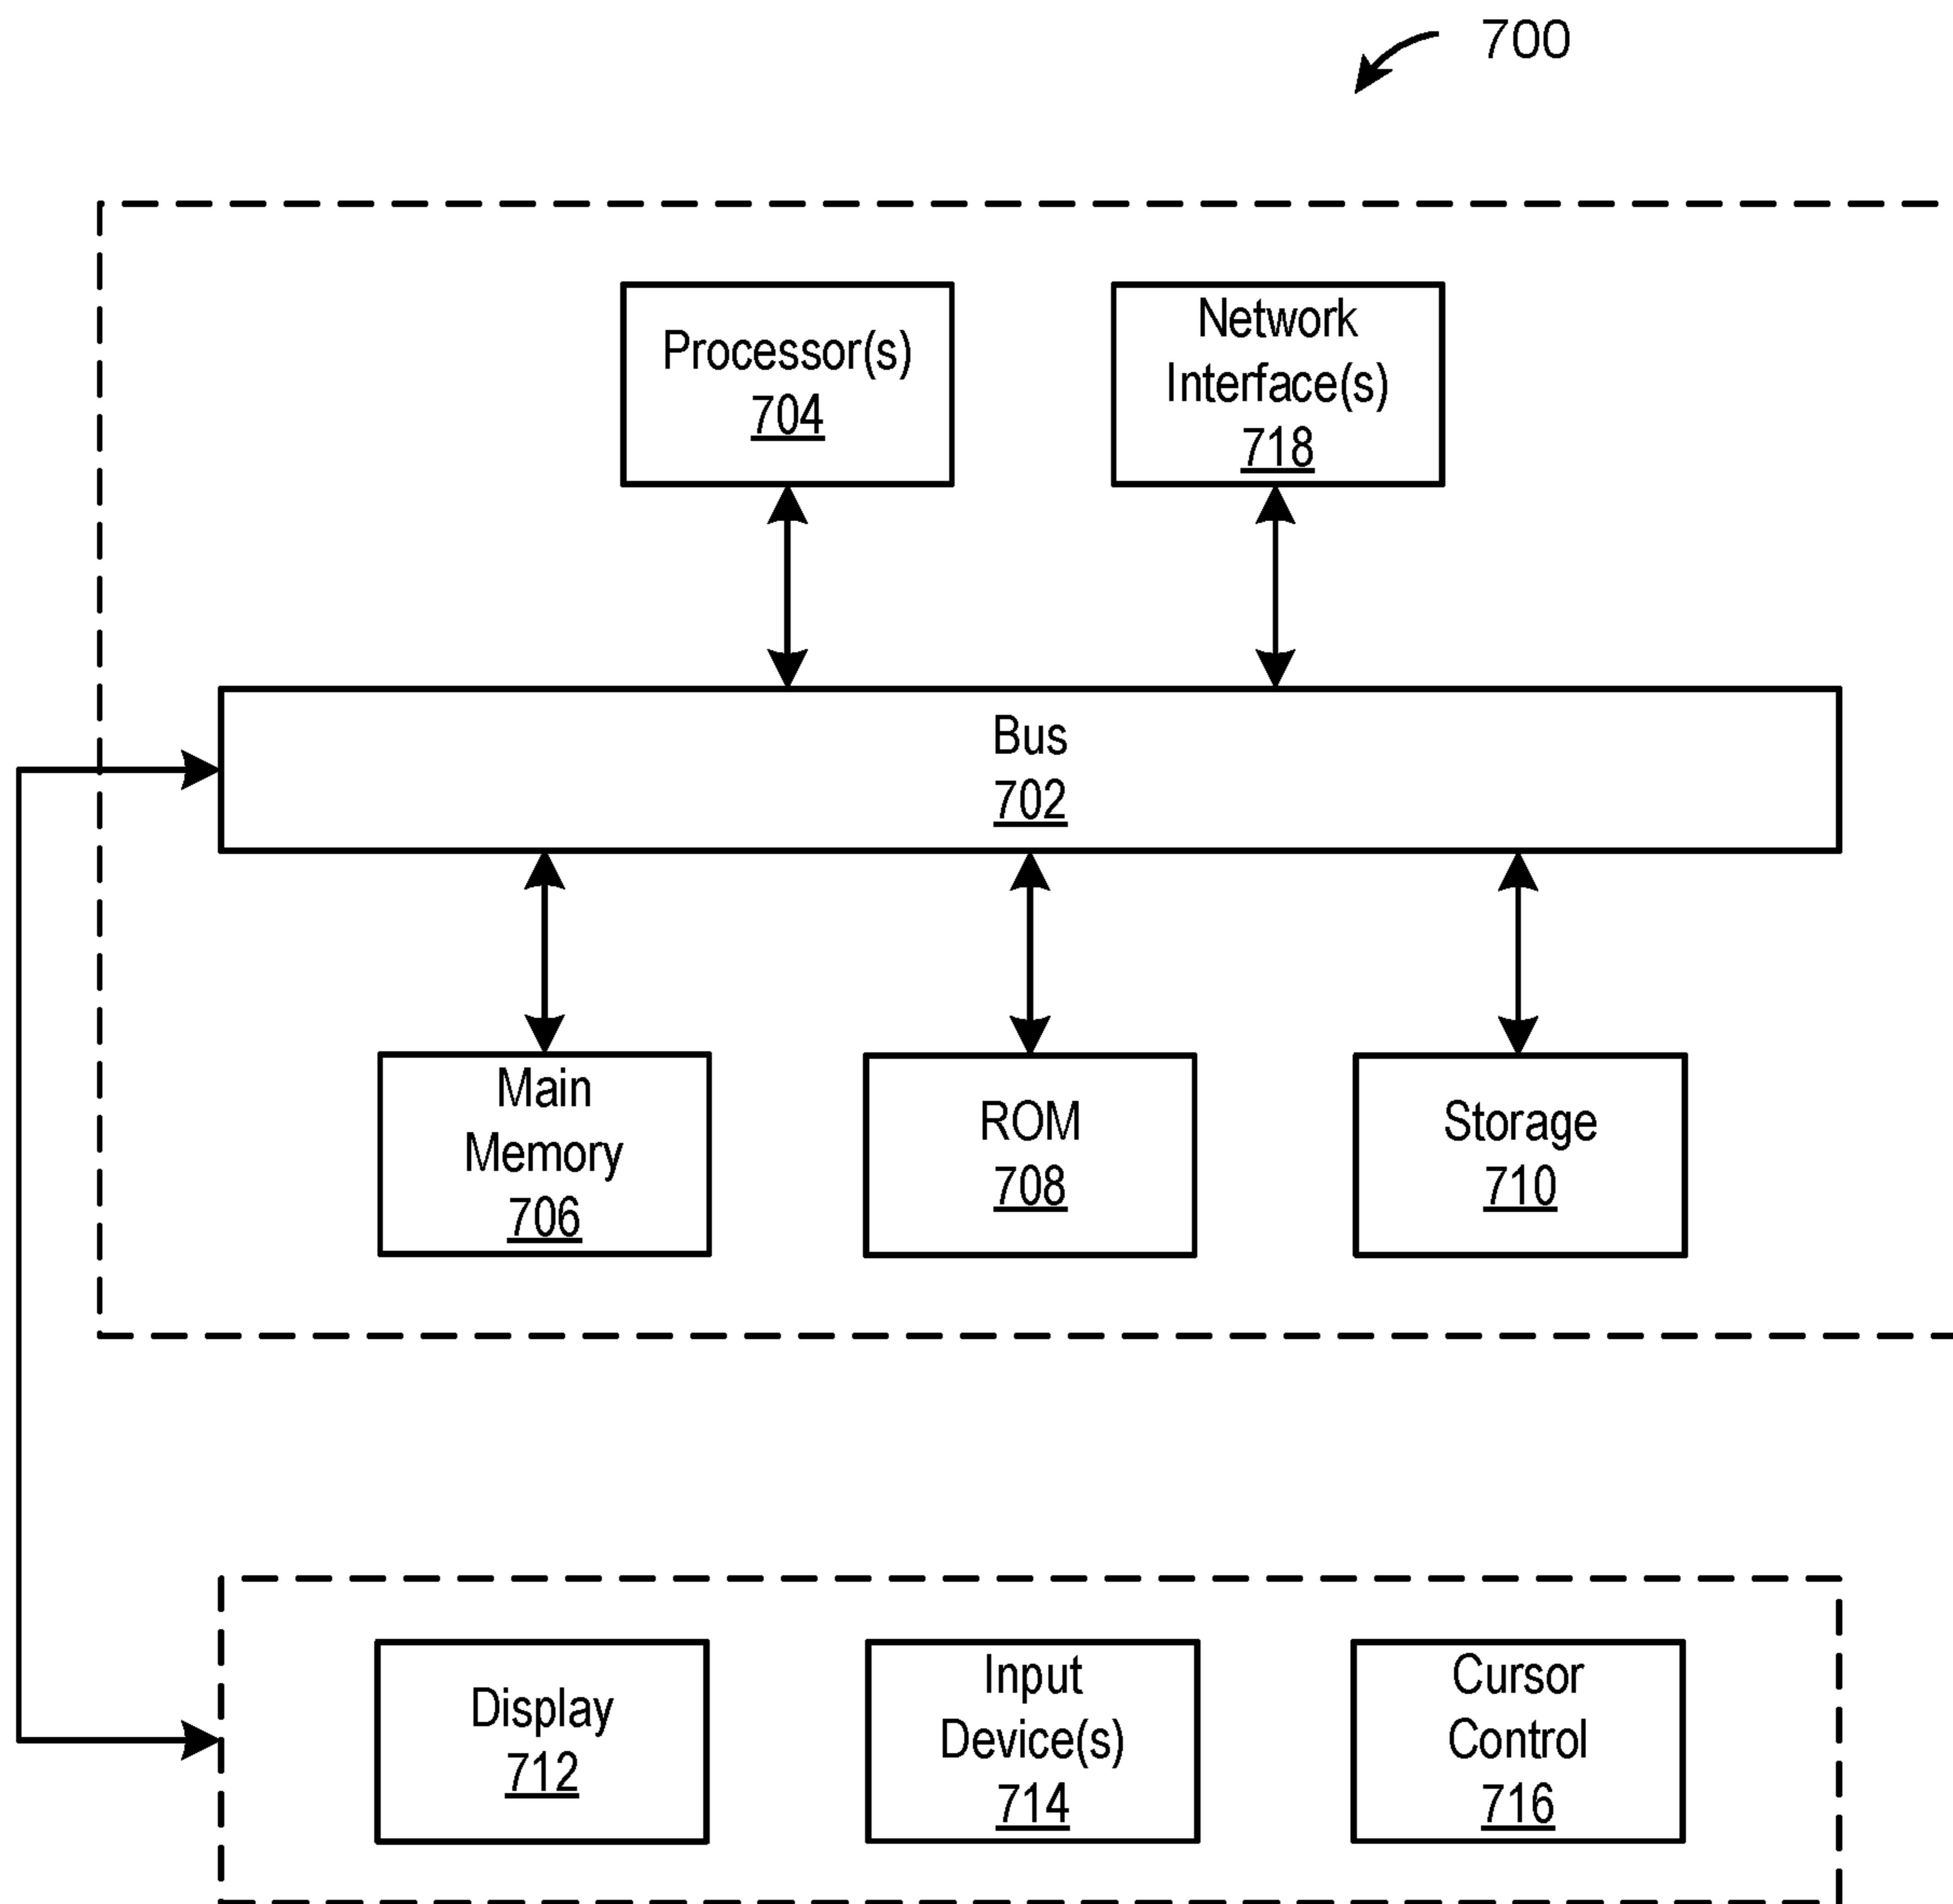 700
Processor(s)
704
Network
Interface(s)
718
Bus
702
Main
Memory
706
ROM
708
Storage
710
Display
712
Input
Device(s)
714
Cursor
Control
716